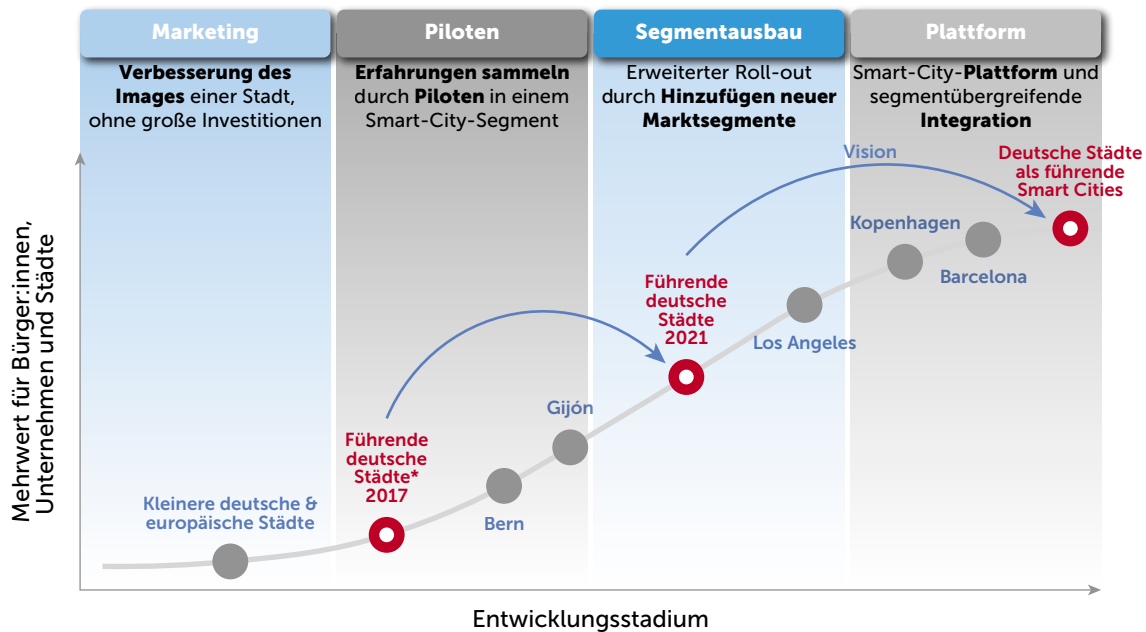 Marketing
Piloten
Segmentausbau
Plattform
Verbesserung des
Images einer Stadt,
ohne große Investitionen
Erfahrungen sammeln
durch Piloten in einem
Smart-City-Segment
Erweiterter Roll-out
durch Hinzufügen neuer
Marktsegmente
Smart-City-Plattform und
segmentübergreifende
Integration
Vision
Deutsche Städte
als führende
Smart Cities
Kopenhagen
Barcelona
Führende
deutsche
Städte
2021
Los Angeles
Gijón
Führende
deutsche
Städte*
2017
Bern
Kleinere deutsche &
europäische Städte
Mehrwert für Bürger:innen,
Unternehmen und Städte
Entwicklungsstadium